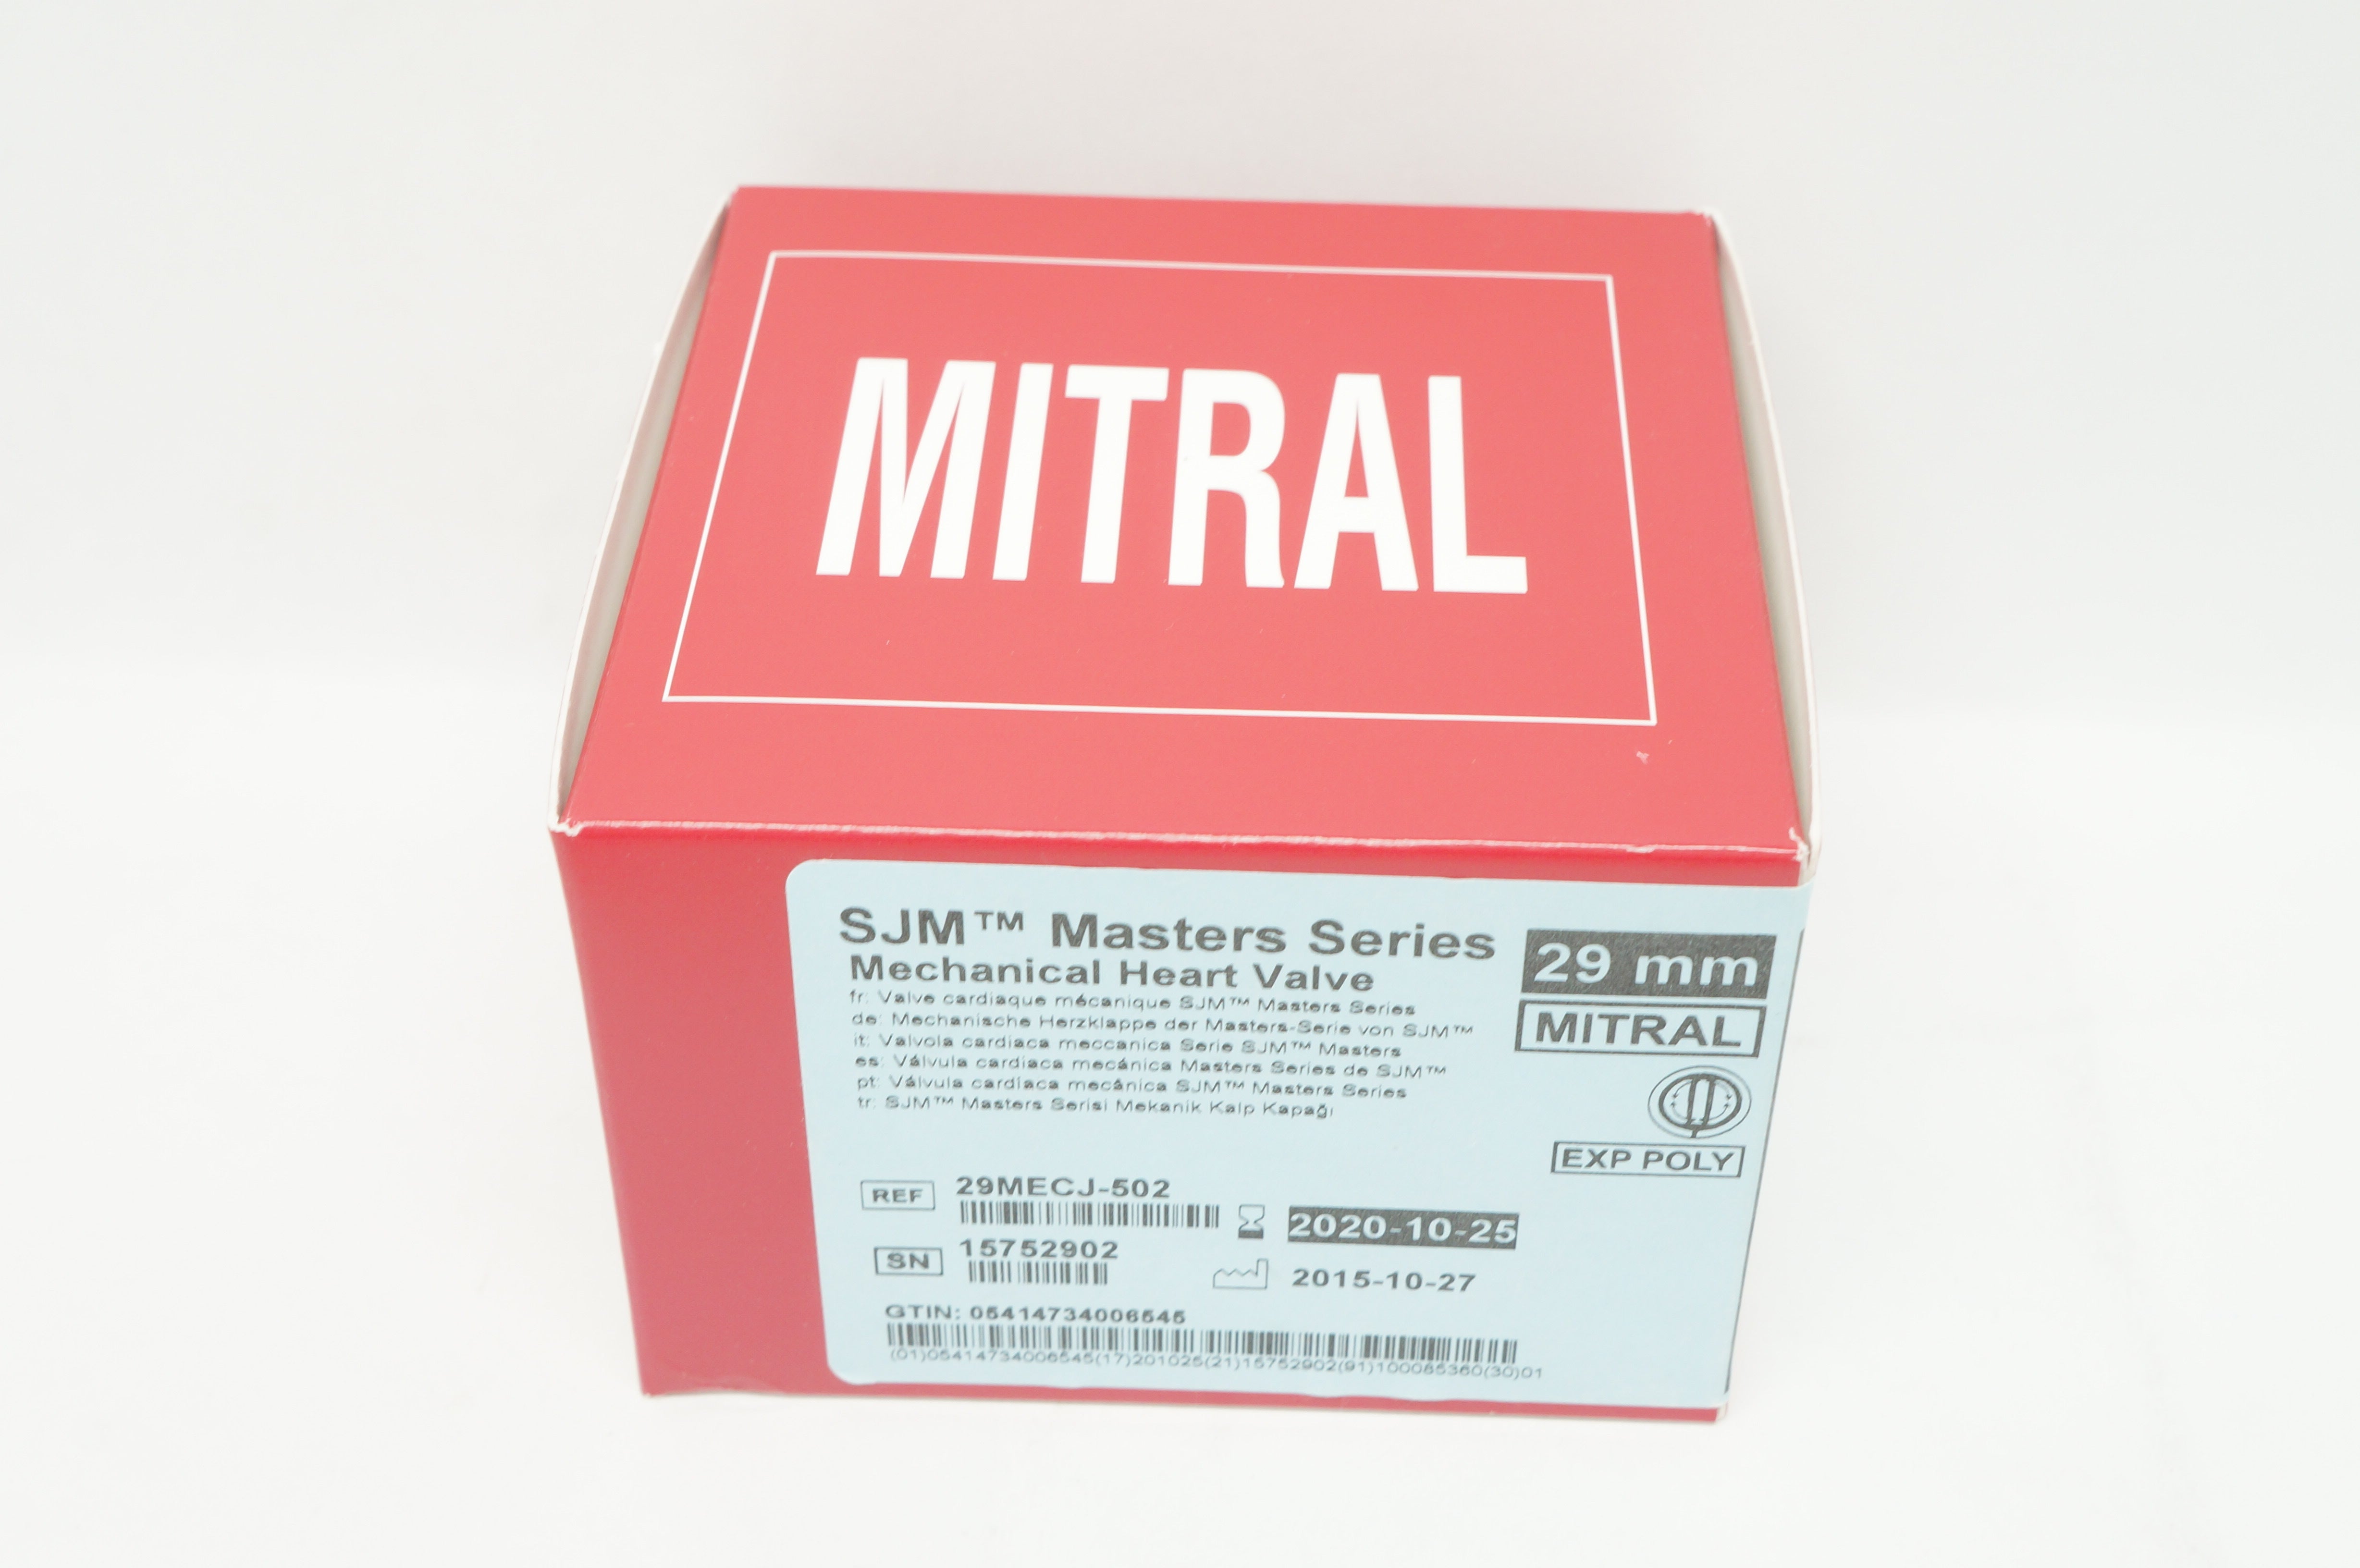 MITRAL
SJM™ Masters Series
Mechanical Heart Valve
29 mm
MITRAL
fr: Valve cardiaque mécanique SJM™ Masters Series
de: Mechanische Herzklappe der Masters-Serie von SJM™
it: Valvola cardiaca meccanica Serie SJM™ Masters
es: Válvula cardiaca mecánica Masters Series de SJM™
pt: Válvula cardíaca mecânica SJM™ Masters Series
tr: SJM™ Masters Serisi Mekanik Kalp Kapağı
EXP POLY
REF 29MECJ-502
2020-10-25
SN 15752902
2015-10-27
GTIN: 05414734006545
(01)05414734006545(17)201025(21)15752902(91)100085360(30)01